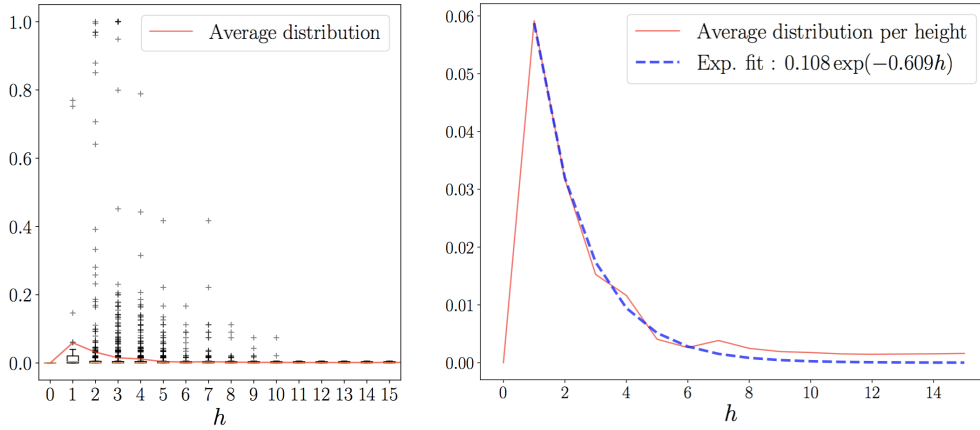 1.0
0.8
0.6
0.4
0.2
0.0
Average distribution
0 1 2 3 4 5 6 7 8 9 10 11 12 13 14 15
h
0.06
0.05
0.04
0.03
0.02
0.01
0.00
Average distribution per height
Exp. fit : 0.108 exp(−0.609h)
0 2 4 6 8 10 12 14
h